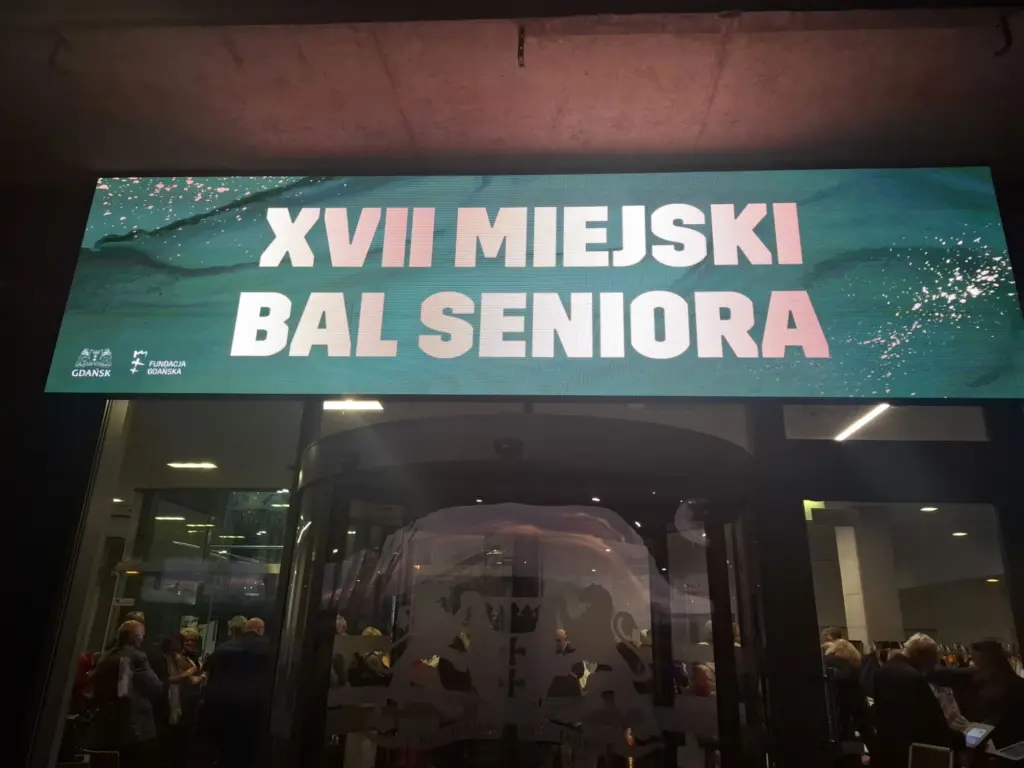 XVII MIEJSKI
BAL SENIORA
GDAŃSK
FUNDACJA
GDAŃSKA